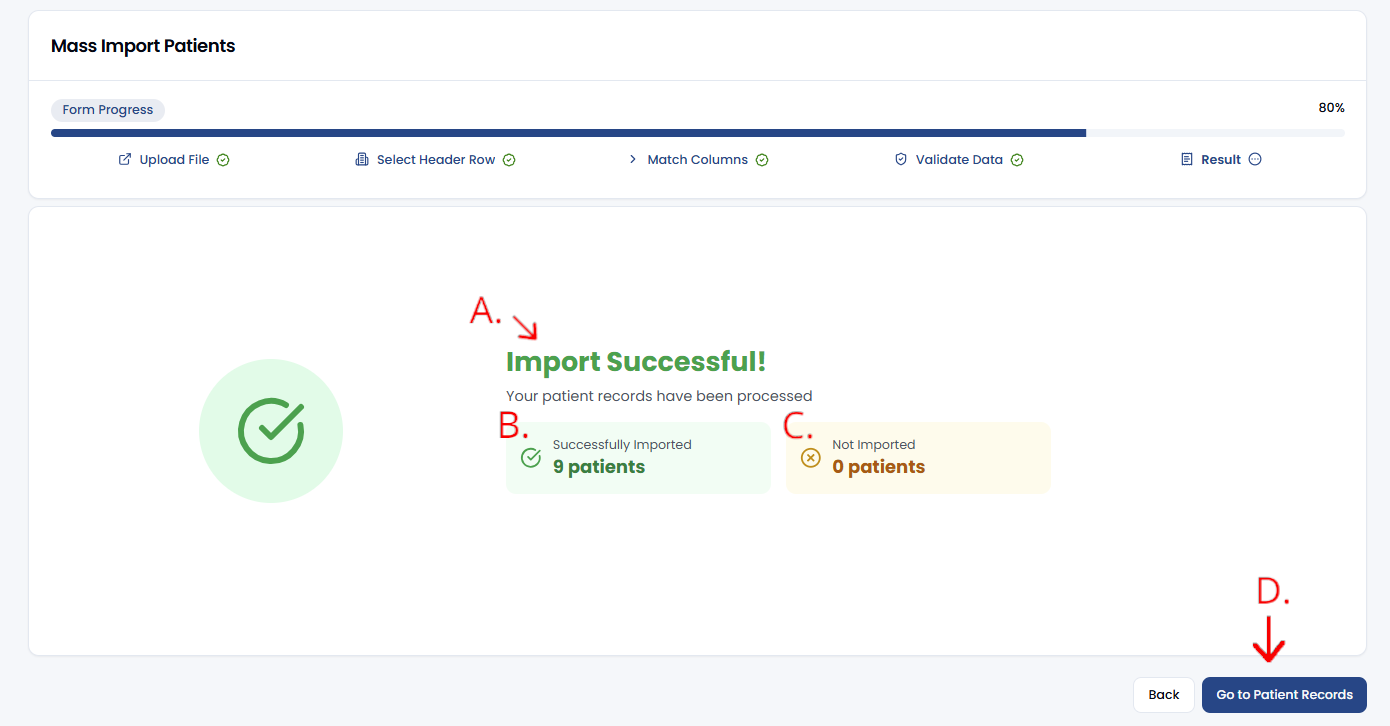 Mass Import Patients
Form Progress
80%
Upload File
Select Header Row
Match Columns
Validate Data
Result
A.
Import Successful!
Your patient records have been processed
B.
Successfully Imported
9 patients
C.
Not Imported
0 patients
D.
Back
Go to Patient Records